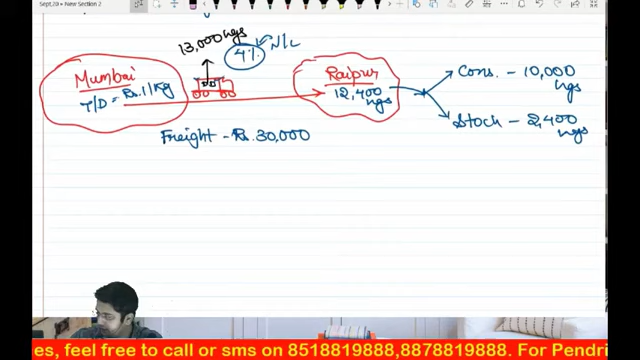 Sept,20 • New Section 2
13,000 kgs
4% N/L
Mumbai
T/D = Rs. 1/Kg
Raipur
12,400 kgs
Cons. - 10,000 kgs
Stock - 2,400 kgs
Freight - Rs. 30,000
es, feel free to call or sms on 8518819888,8878819888. For Pendri